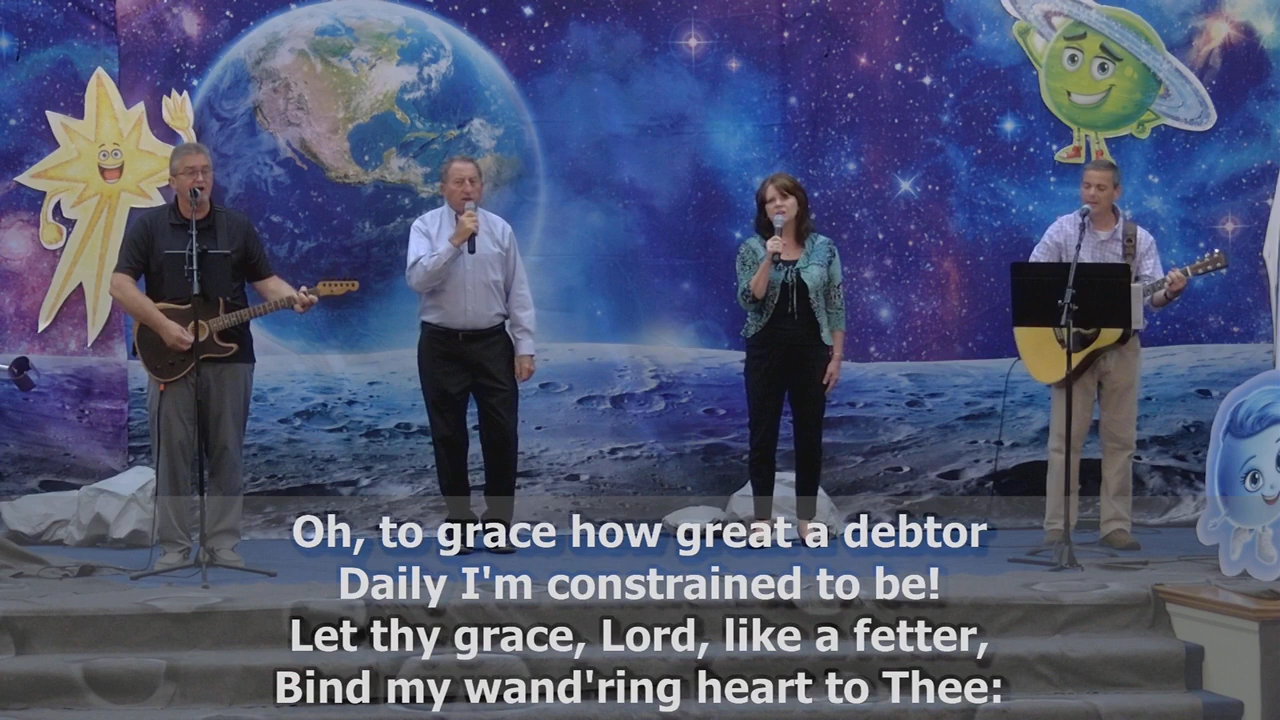 Oh, to grace how great a debtor
Daily I'm constrained to be!
Let thy grace, Lord, like a fetter,
Bind my wand'ring heart to Thee: